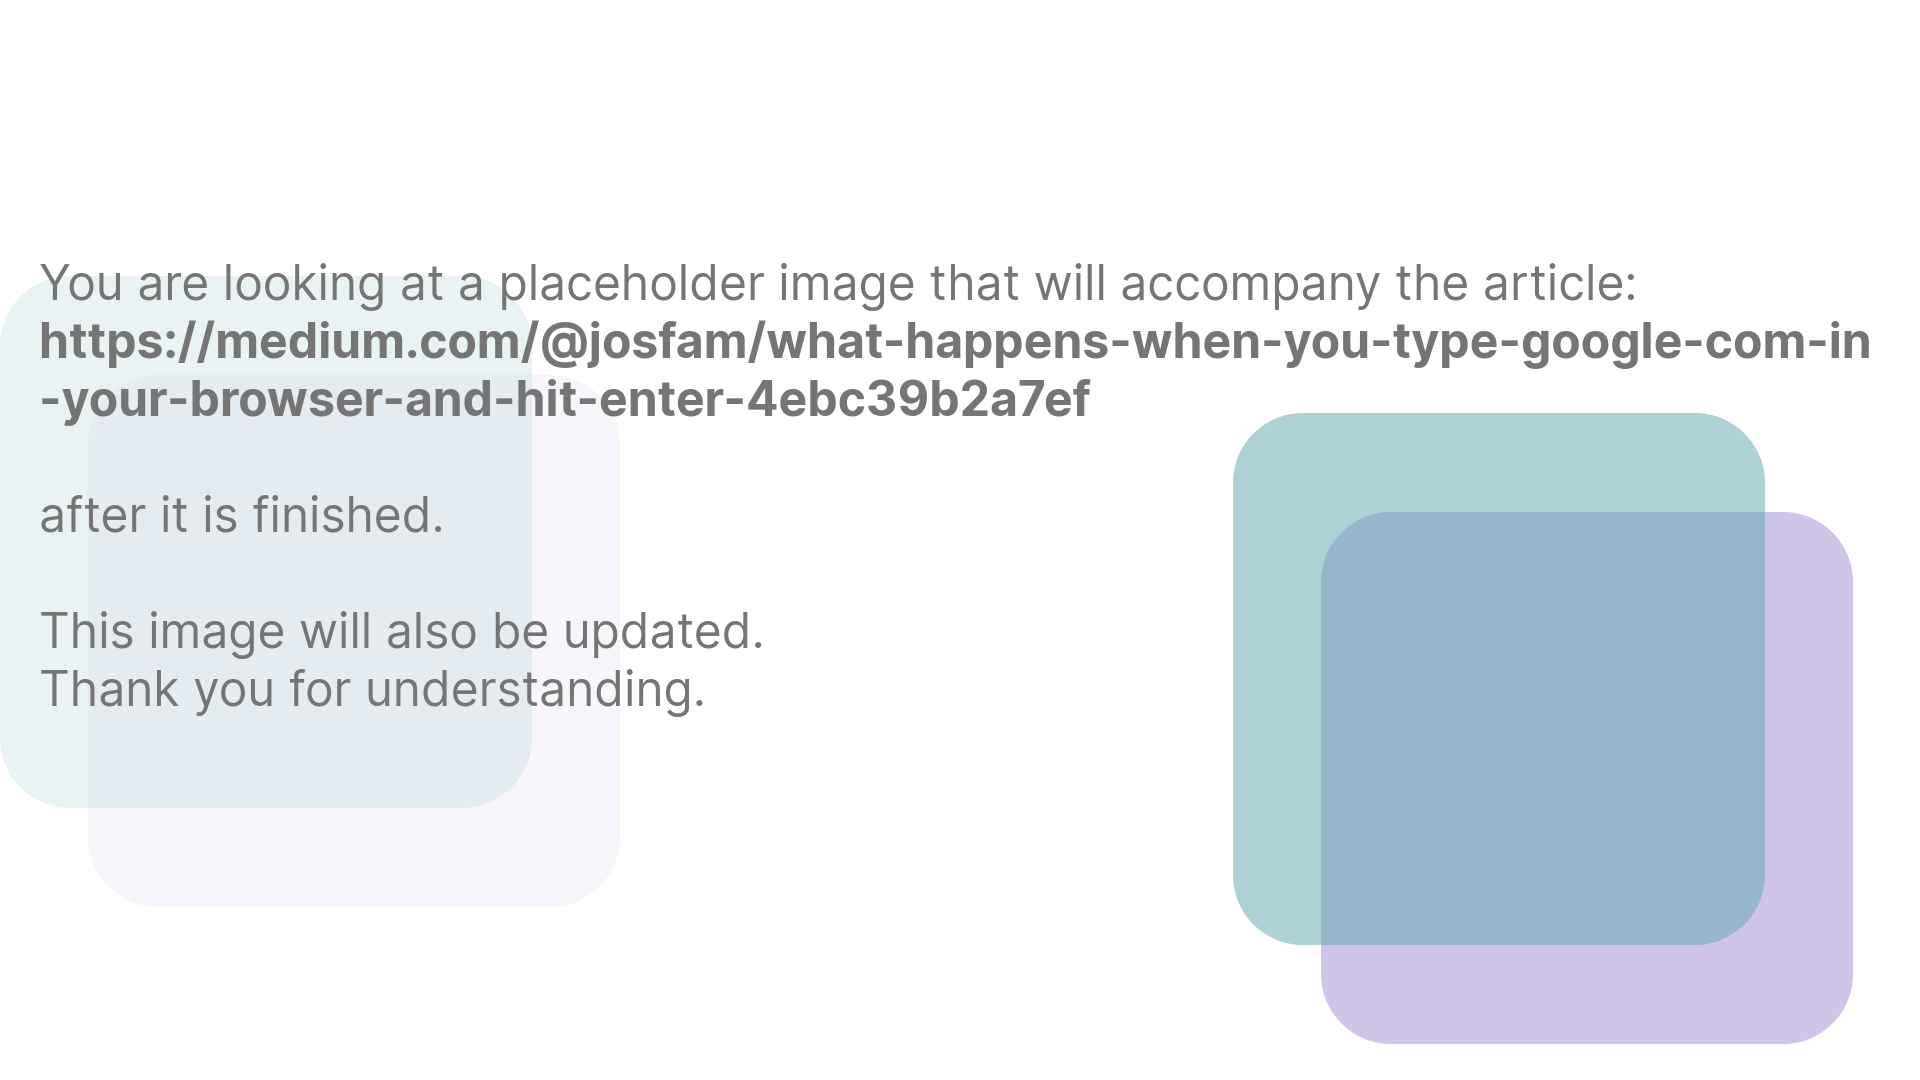 You are looking at a placeholder image that will accompany the article:
https://medium.com/@josfam/what-happens-when-you-type-google-com-in
-your-browser-and-hit-enter-4ebc39b2a7ef
after it is finished.
This image will also be updated.
Thank you for understanding.